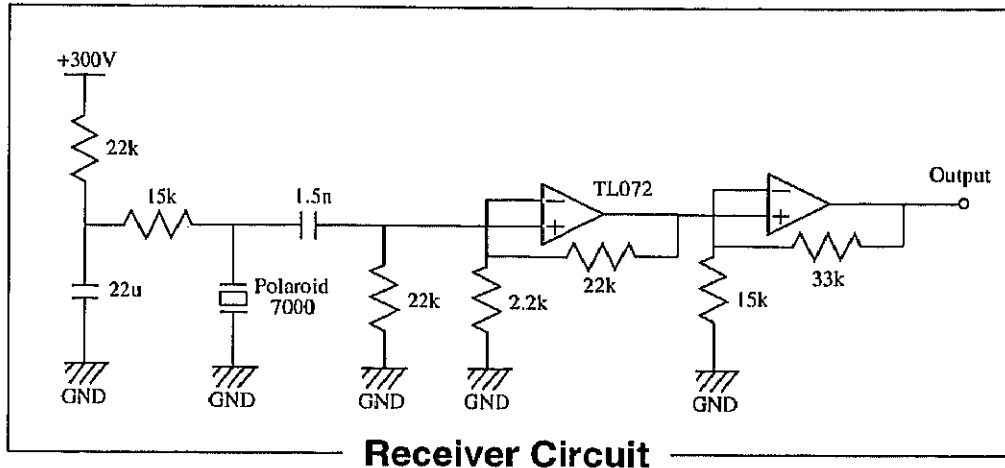 +300V
22k
15k
1.5n
TL072
Output
22u
Polaroid
7000
22k
2.2k
22k
15k
33k
GND
GND
GND
GND
GND
Receiver Circuit